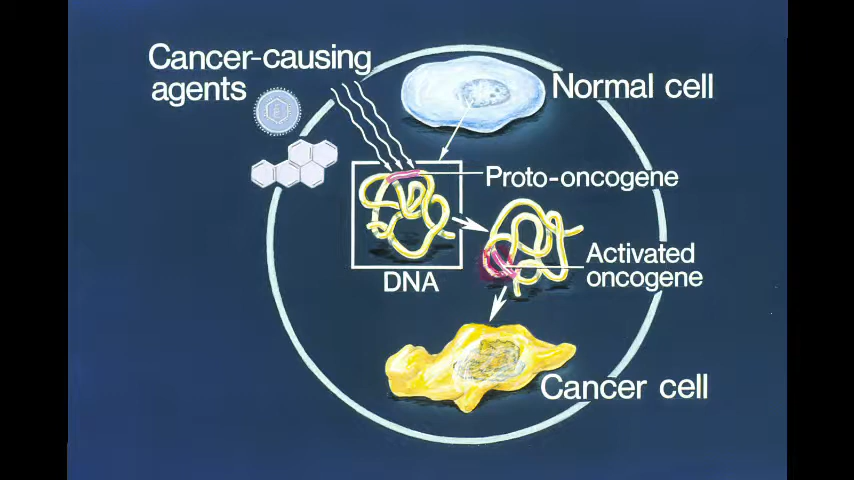 Cancer-causing
agents
Normal cell
Proto-oncogene
DNA
Activated
oncogene
Cancer cell